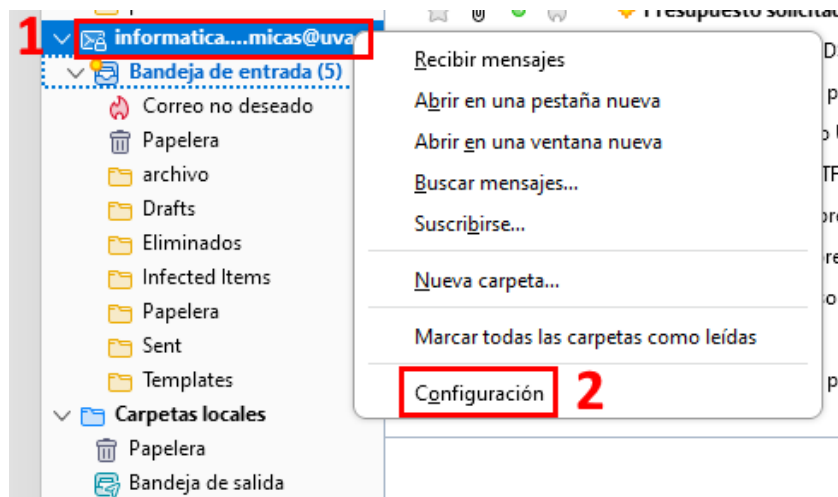 Presupuesto solicitad
1
informatica....micas@uva
Bandeja de entrada (5)
Correo no deseado
Papelera
archivo
Drafts
Eliminados
Infected Items
Papelera
Sent
Templates
Carpetas locales
Papelera
Bandeja de salida
Recibir mensajes
Abrir en una pestaña nueva
Abrir en una ventana nueva
Buscar mensajes...
Suscribirse...
Nueva carpeta...
Marcar todas las carpetas como leídas
Configuración 2